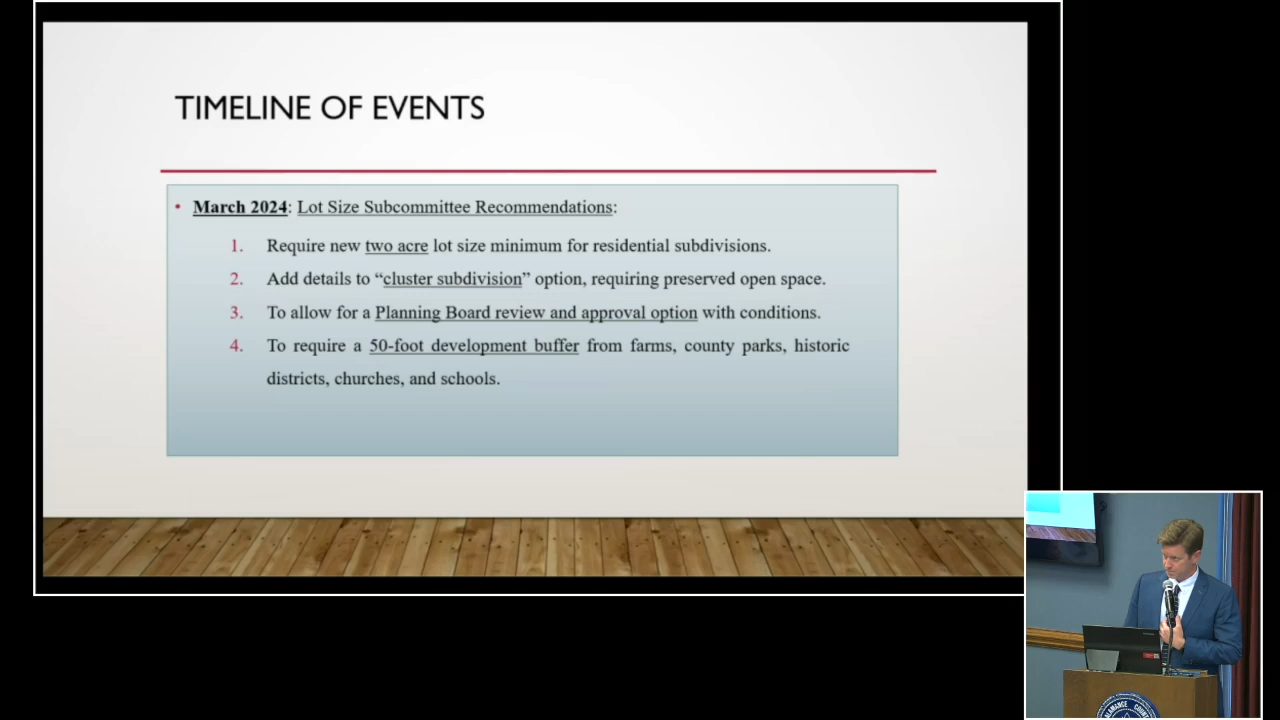 TIMELINE OF EVENTS
• March 2024: Lot Size Subcommittee Recommendations:
1. Require new two acre lot size minimum for residential subdivisions.
2. Add details to “cluster subdivision” option, requiring preserved open space.
3. To allow for a Planning Board review and approval option with conditions.
4. To require a 50-foot development buffer from farms, county parks, historic
districts, churches, and schools.
ALAMANCE COUNT